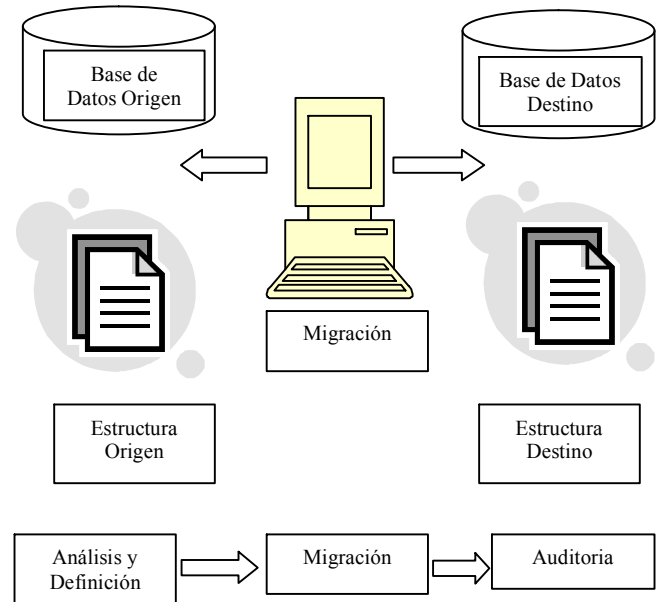 Base de
Datos Origen
Base de Datos
Destino
Migración
Estructura
Origen
Estructura
Destino
Análisis y
Definición
Migración
Auditoria